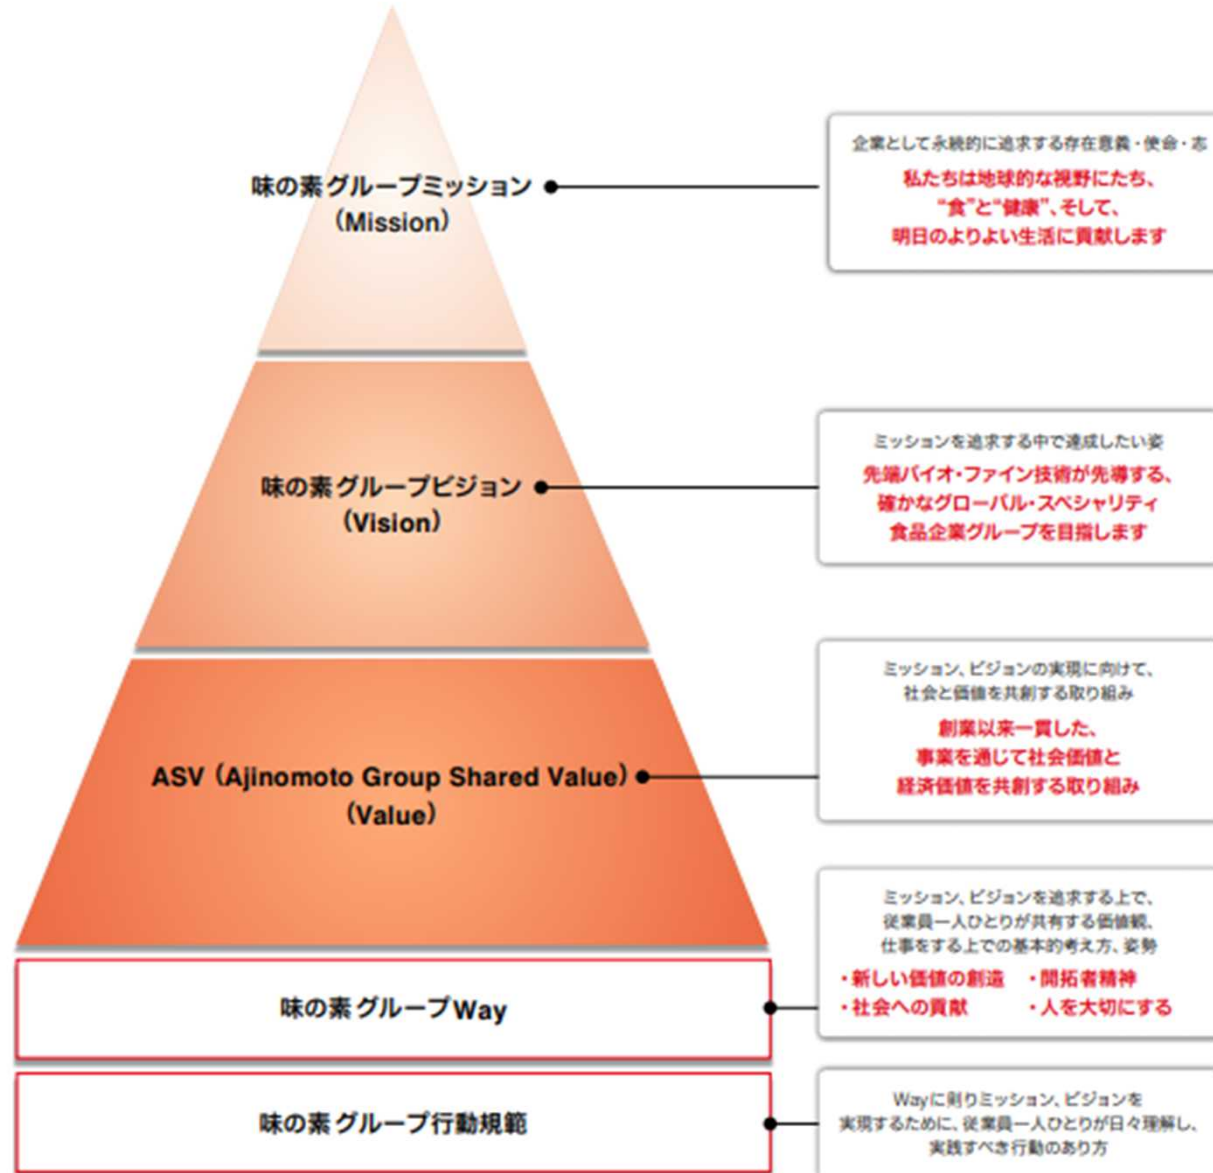 味の素グループミッション
（Mission）
企業として永続的に追求する存在意義・使命・志
私たちは地球的な視野にたち、
“食”と“健康”、そして、
明日のよりよい生活に貢献します
味の素グループビジョン
（Vision）
ミッションを追求する中で達成したい姿
先端バイオ・ファイン技術が先導する、
確かなグローバル・スペシャリティ
食品企業グループを目指します
ASV（Ajinomoto Group Shared Value）
（Value）
ミッション、ビジョンの実現に向けて、
社会と価値を共創する取り組み
創業以来一貫した、
事業を通じて社会価値と
経済価値を共創する取り組み
味の素グループWay
ミッション、ビジョンを追求する上で、
従業員一人ひとりが共有する価値観、
仕事をする上での基本的考え方、姿勢
・新しい価値の創造 ・開拓者精神
・社会への貢献 ・人を大切にする
味の素グループ行動規範
Wayに則りミッション、ビジョンを
実現するために、従業員一人ひとりが日々理解し、
実践すべき行動のあり方